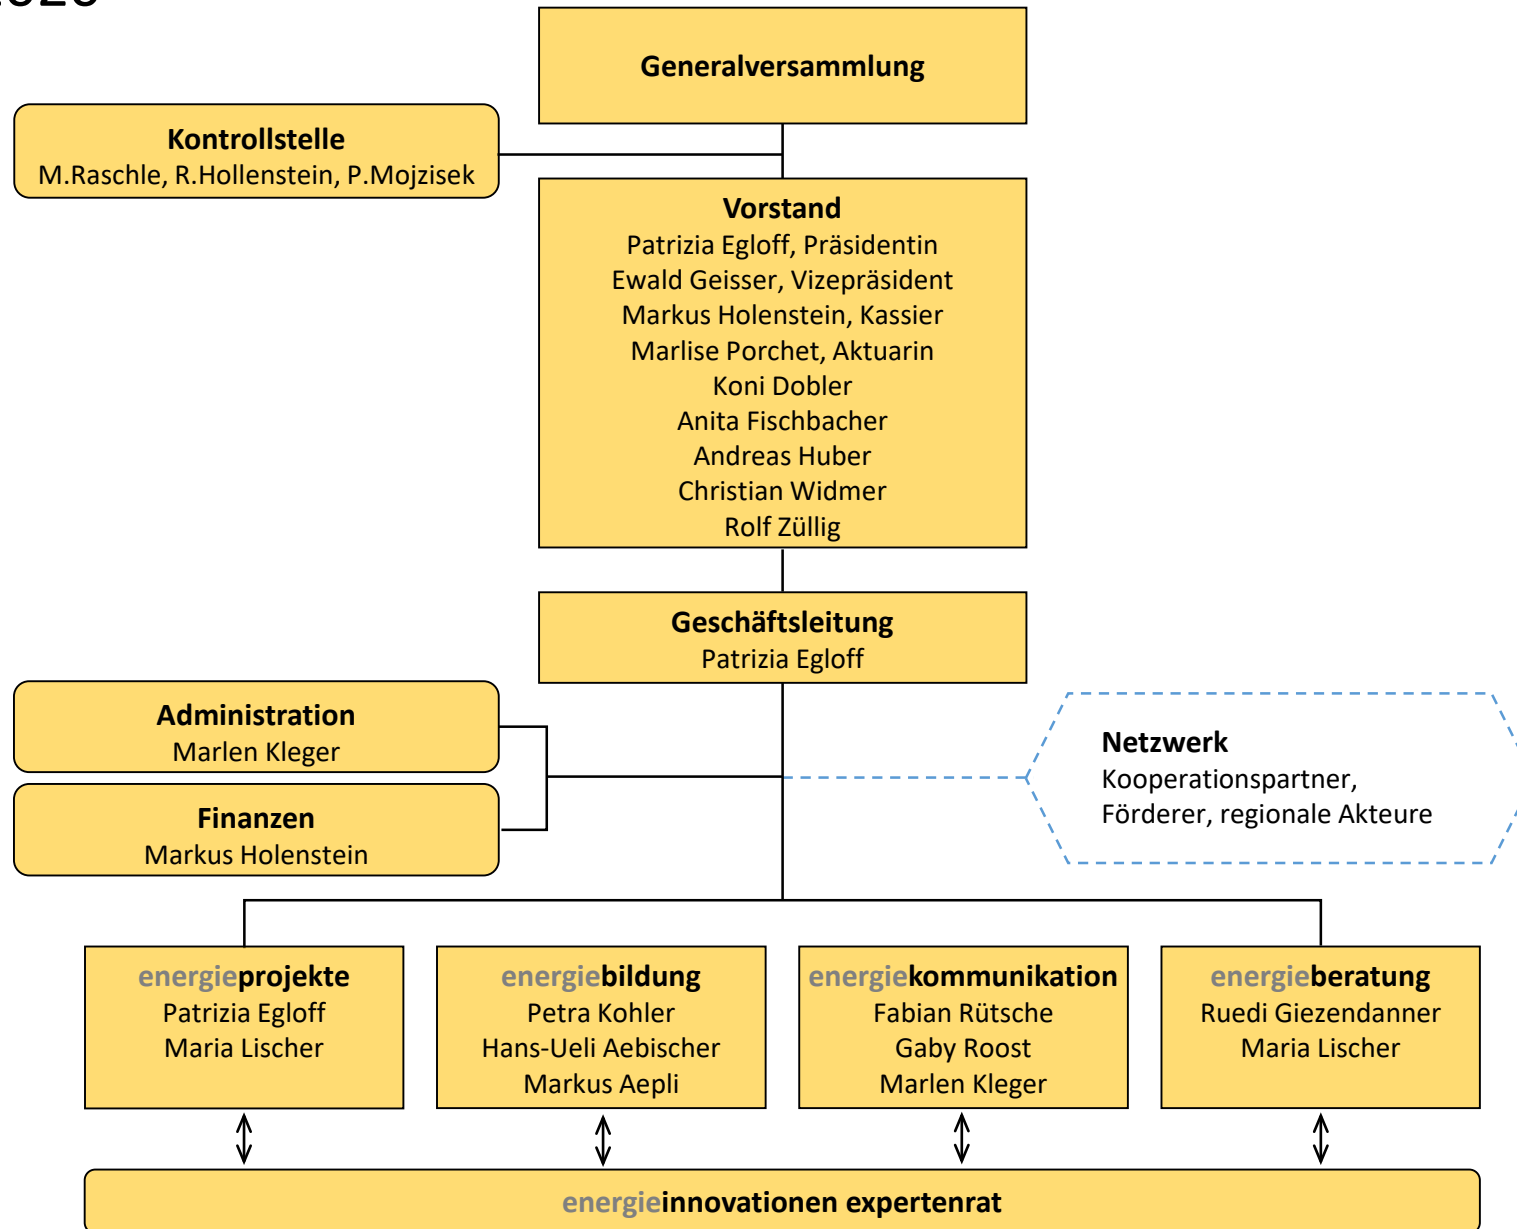 Generalversammlung
Kontrollstelle
M.Raschle, R.Hollenstein, P.Mojzisek
Vorstand
Patrizia Egloff, Präsidentin
Ewald Geisser, Vizepräsident
Markus Holenstein, Kassier
Marlise Porchet, Aktuarin
Koni Dobler
Anita Fischbacher
Andreas Huber
Christian Widmer
Rolf Züllig
Geschäftsleitung
Patrizia Egloff
Administration
Marlen Kleger
Finanzen
Markus Holenstein
Netzwerk
Kooperationspartner,
Förderer, regionale Akteure
energieprojekte
Patrizia Egloff
Maria Lischer
energiebildung
Petra Kohler
Hans-Ueli Aebischer
Markus Aepli
energiekommunikation
Fabian Rütsche
Gaby Roost
Marlen Kleger
energieberatung
Ruedi Giezendanner
Maria Lischer
energieinnovationen expertenrat